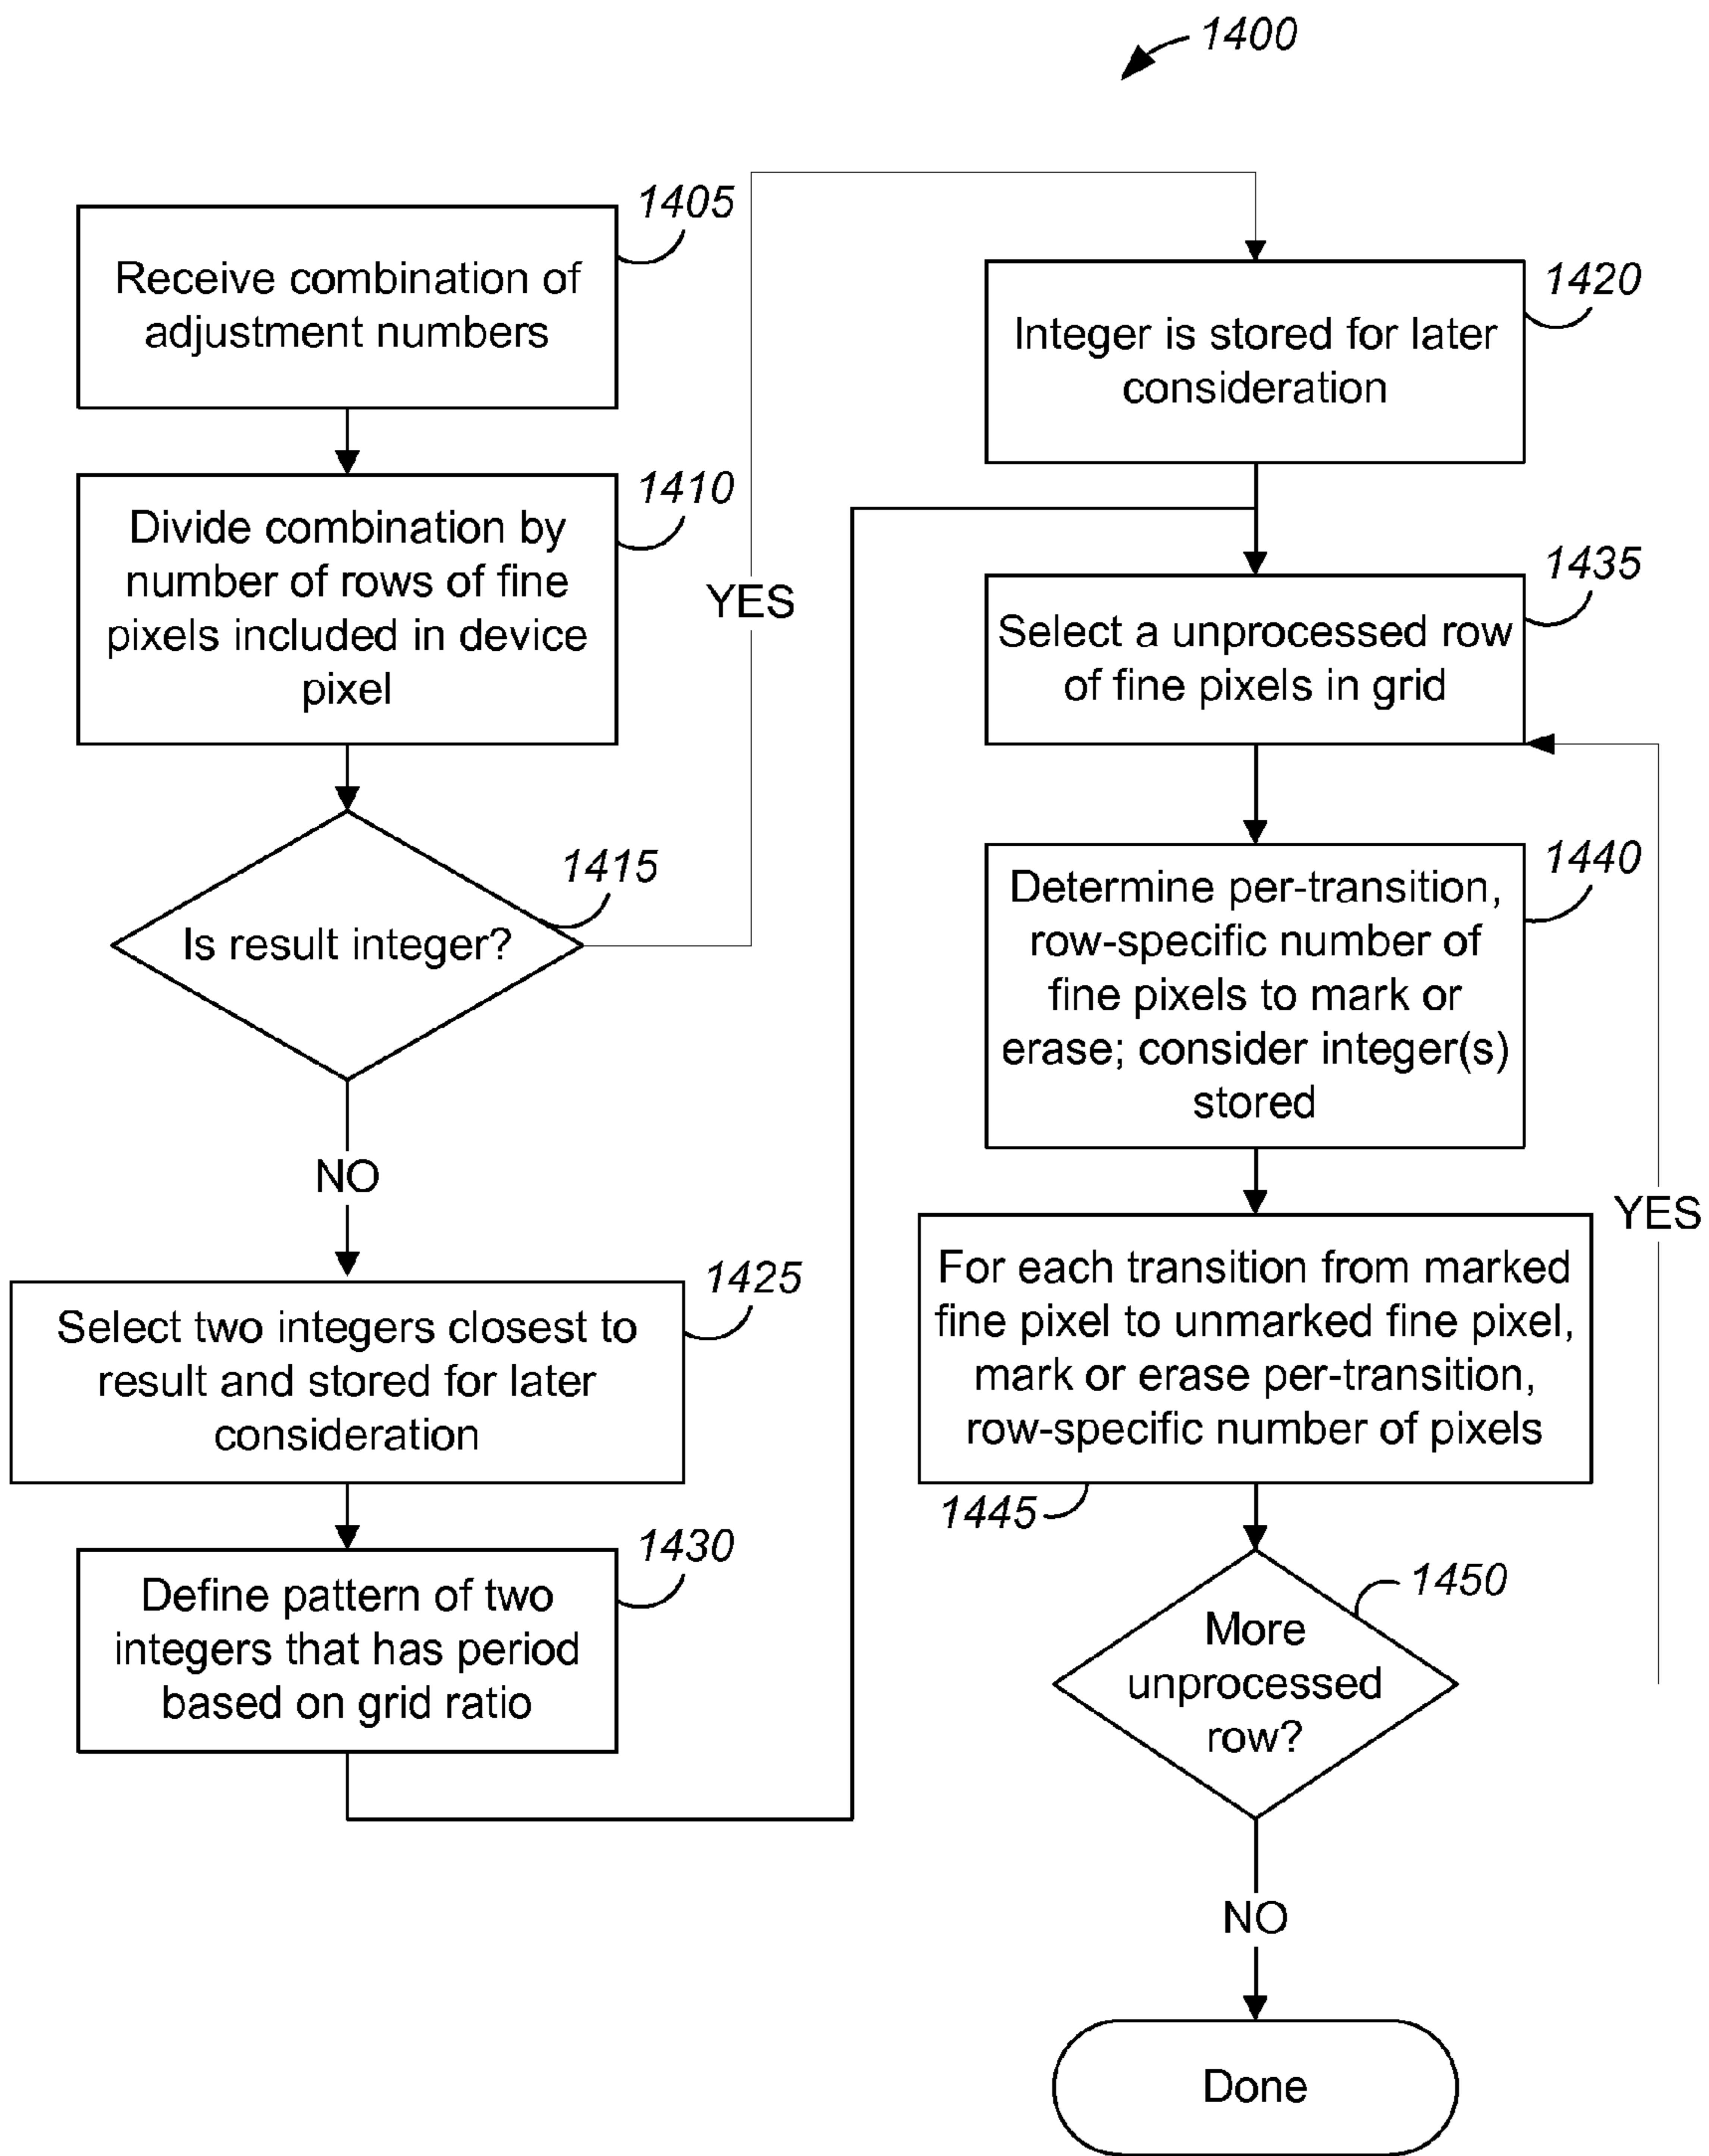 1400
1405
Receive combination of
adjustment numbers
1410
Divide combination by
number of rows of fine
pixels included in device
pixel
1415
Is result integer?
YES
NO
1425
Select two integers closest to
result and stored for later
consideration
1430
Define pattern of two
integers that has period
based on grid ratio
1420
Integer is stored for later
consideration
1435
Select a unprocessed row
of fine pixels in grid
1440
Determine per-transition,
row-specific number of
fine pixels to mark or
erase; consider integer(s)
stored
For each transition from marked
fine pixel to unmarked fine pixel,
mark or erase per-transition,
row-specific number of pixels
1445
1450
More
unprocessed
row?
YES
NO
Done